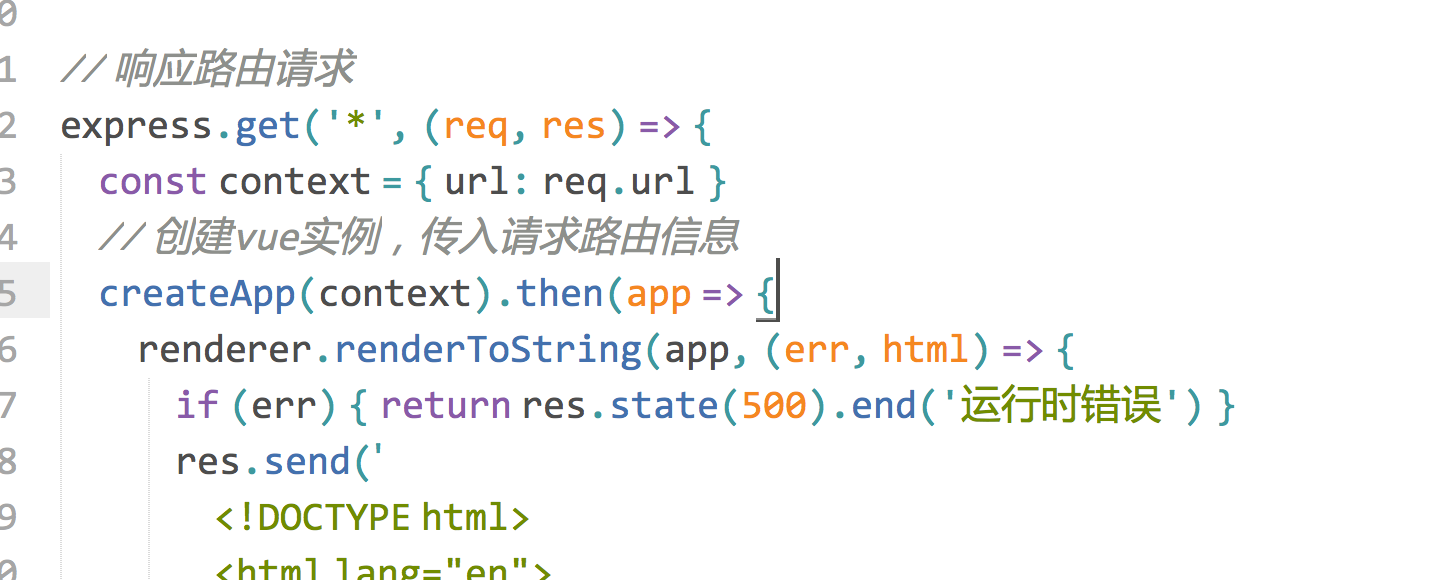 0
1 // 响应路由请求
2 express.get('*', (req, res) => {
3 const context = { url: req.url }
4 // 创建vue实例，传入请求路由信息
5 createApp(context).then(app => {
6 renderer.renderToString(app, (err, html) => {
7 if (err) { return res.state(500).end('运行时错误') }
8 res.send('
9 <!DOCTYPE html>
0 <html lang="en">